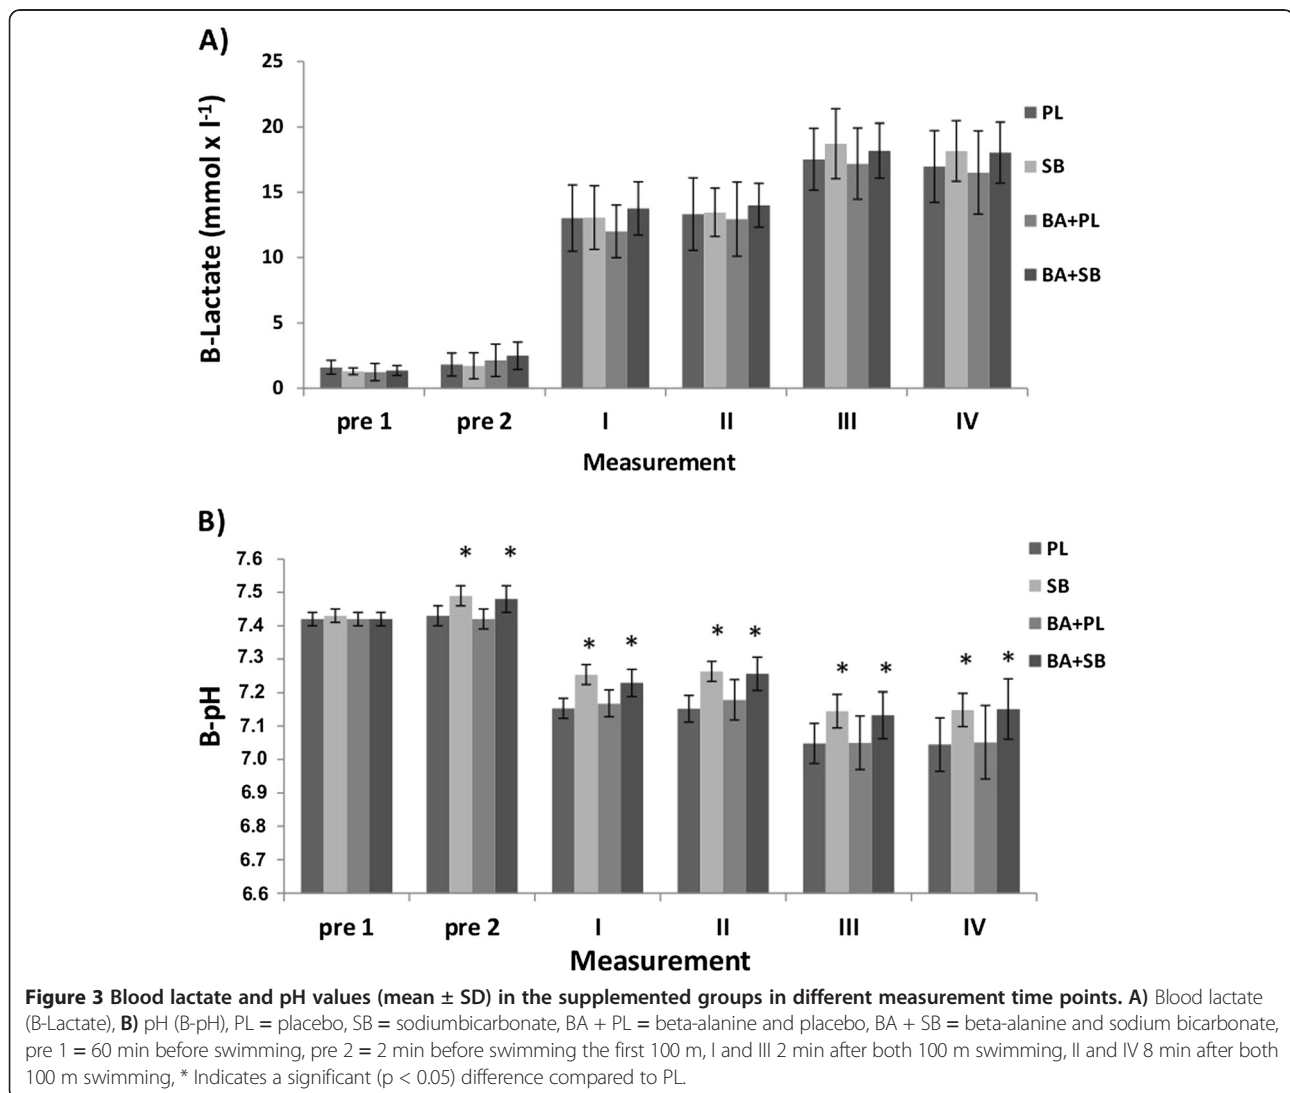 A)
25
20
15
10
5
0
B-Lactate (mmol x l-1)
pre 1 pre 2 I II III IV
Measurement
PL
SB
BA+PL
BA+SB
B)
7.6
7.5
7.4
7.3
7.2
7.1
7.0
6.9
6.8
6.7
6.6
B-pH
* * * * * * * * * *
pre 1 pre 2 I II III IV
Measurement
PL
SB
BA+PL
BA+SB
Figure 3 Blood lactate and pH values (mean ± SD) in the supplemented groups in different measurement time points. A) Blood lactate
(B-Lactate), B) pH (B-pH), PL = placebo, SB = sodiumbicarbonate, BA + PL = beta-alanine and placebo, BA + SB = beta-alanine and sodium bicarbonate,
pre 1 = 60 min before swimming, pre 2 = 2 min before swimming the first 100 m, I and III 2 min after both 100 m swimming, II and IV 8 min after both
100 m swimming, * Indicates a significant (p < 0.05) difference compared to PL.